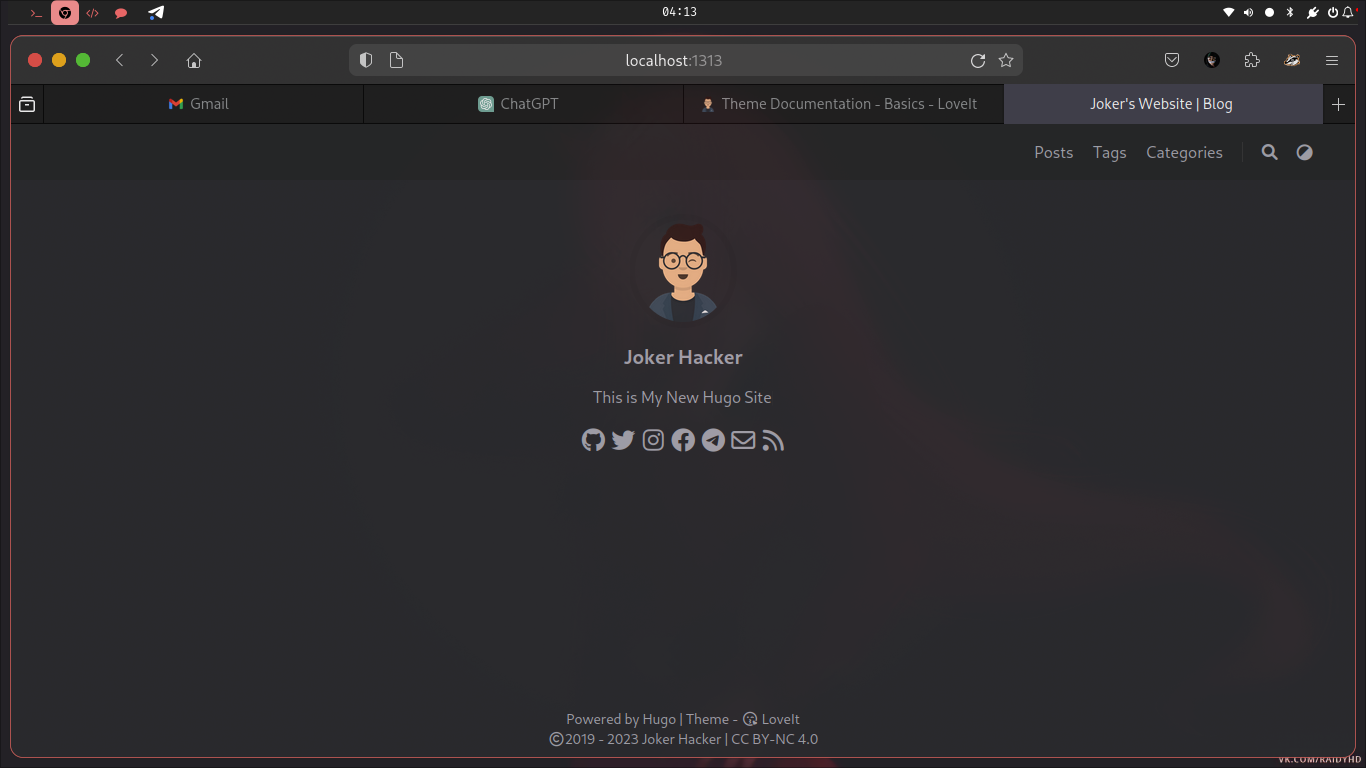 04:13
localhost:1313
Gmail
ChatGPT
Theme Documentation - Basics - LoveIt
Joker's Website | Blog
Posts Tags Categories
Joker Hacker
This is My New Hugo Site
Powered by Hugo | Theme - LoveIt
©2019 - 2023 Joker Hacker | CC BY-NC 4.0
VK.COM/RAIDYHD